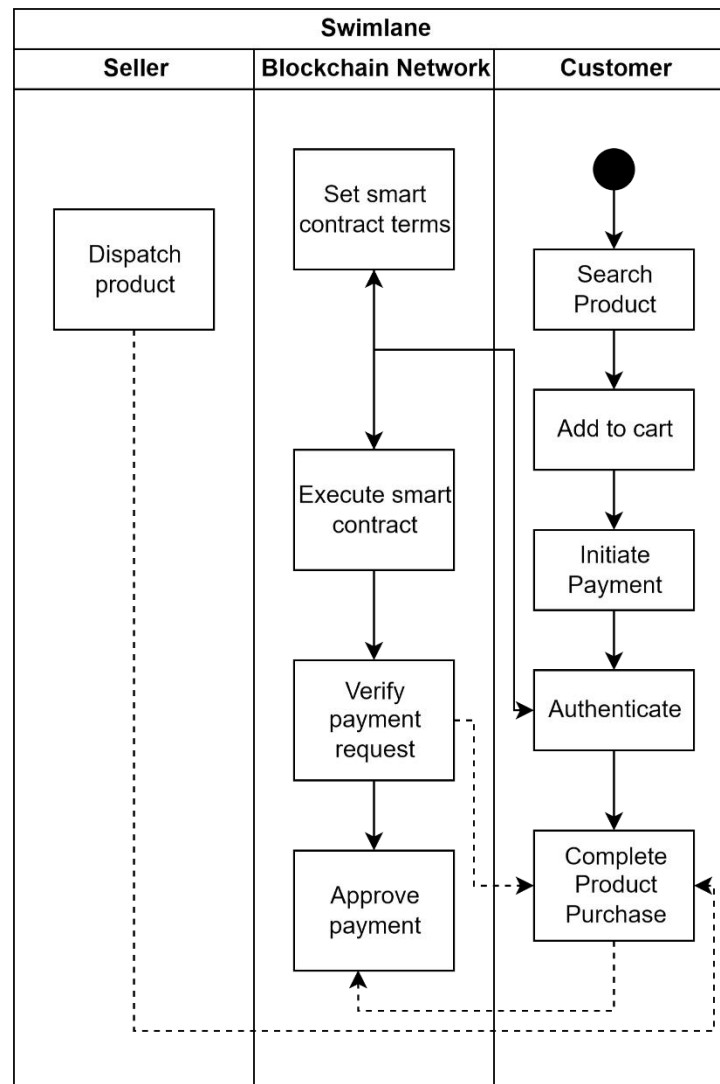 Swimlane
Seller
Blockchain Network
Customer
Dispatch
product
Set smart
contract terms
Execute smart
contract
Verify
payment
request
Approve
payment
Search
Product
Add to cart
Initiate
Payment
Authenticate
Complete
Product
Purchase